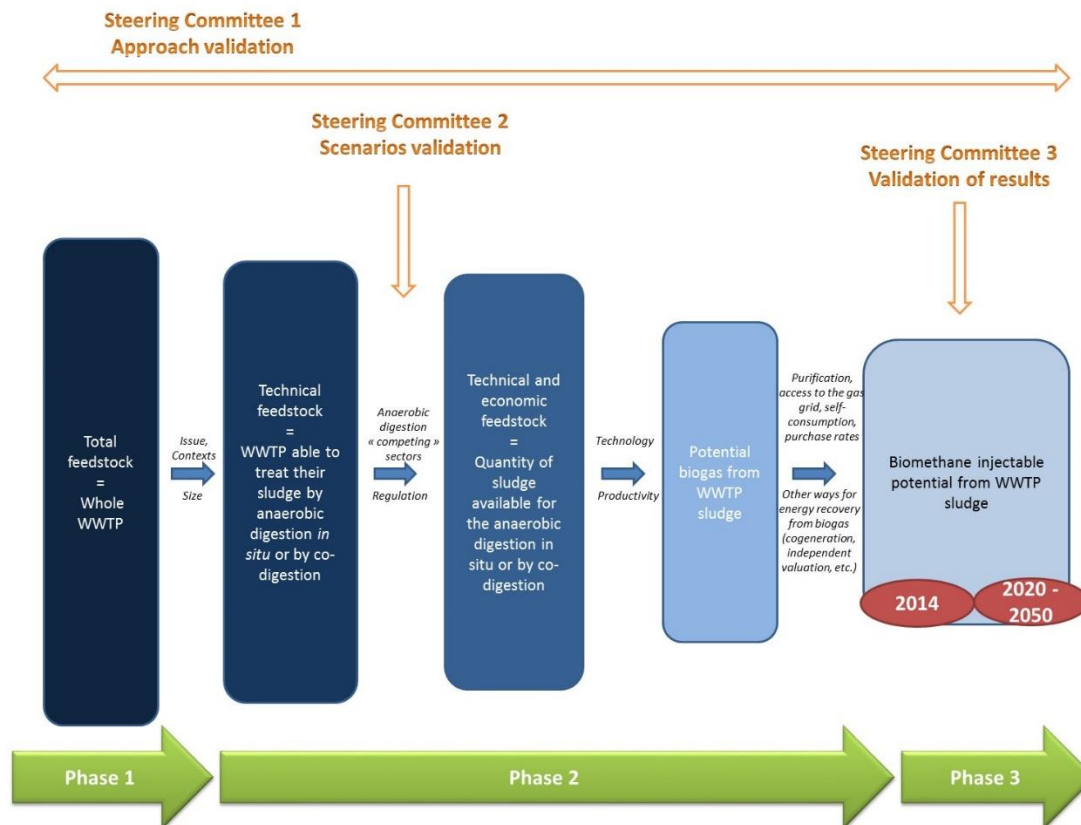 Steering Committee 1
Approach validation
Steering Committee 2
Scenarios validation
Steering Committee 3
Validation of results
Total
feedstock
=
Whole
WWTP
Issue,
Contexts
Size
Technical
feedstock
=
WWTP able to
treat their
sludge by
anaerobic
digestion in
situ or by co-
digestion
Anaerobic
digestion
« competing »
sectors
Regulation
Technical and
economic
feedstock
=
Quantity of
sludge
available for
the anaerobic
digestion in
situ or by co-
digestion
Technology
Productivity
Potential
biogas from
WWTP
sludge
Purification,
access to the gas
grid, self-
consumption,
purchase rates
Other ways for
energy recovery
from biogas
(cogeneration,
independent
valuation, etc.)
Biomethane injectable
potential from WWTP
sludge
2014
2020 -
2050
Phase 1
Phase 2
Phase 3